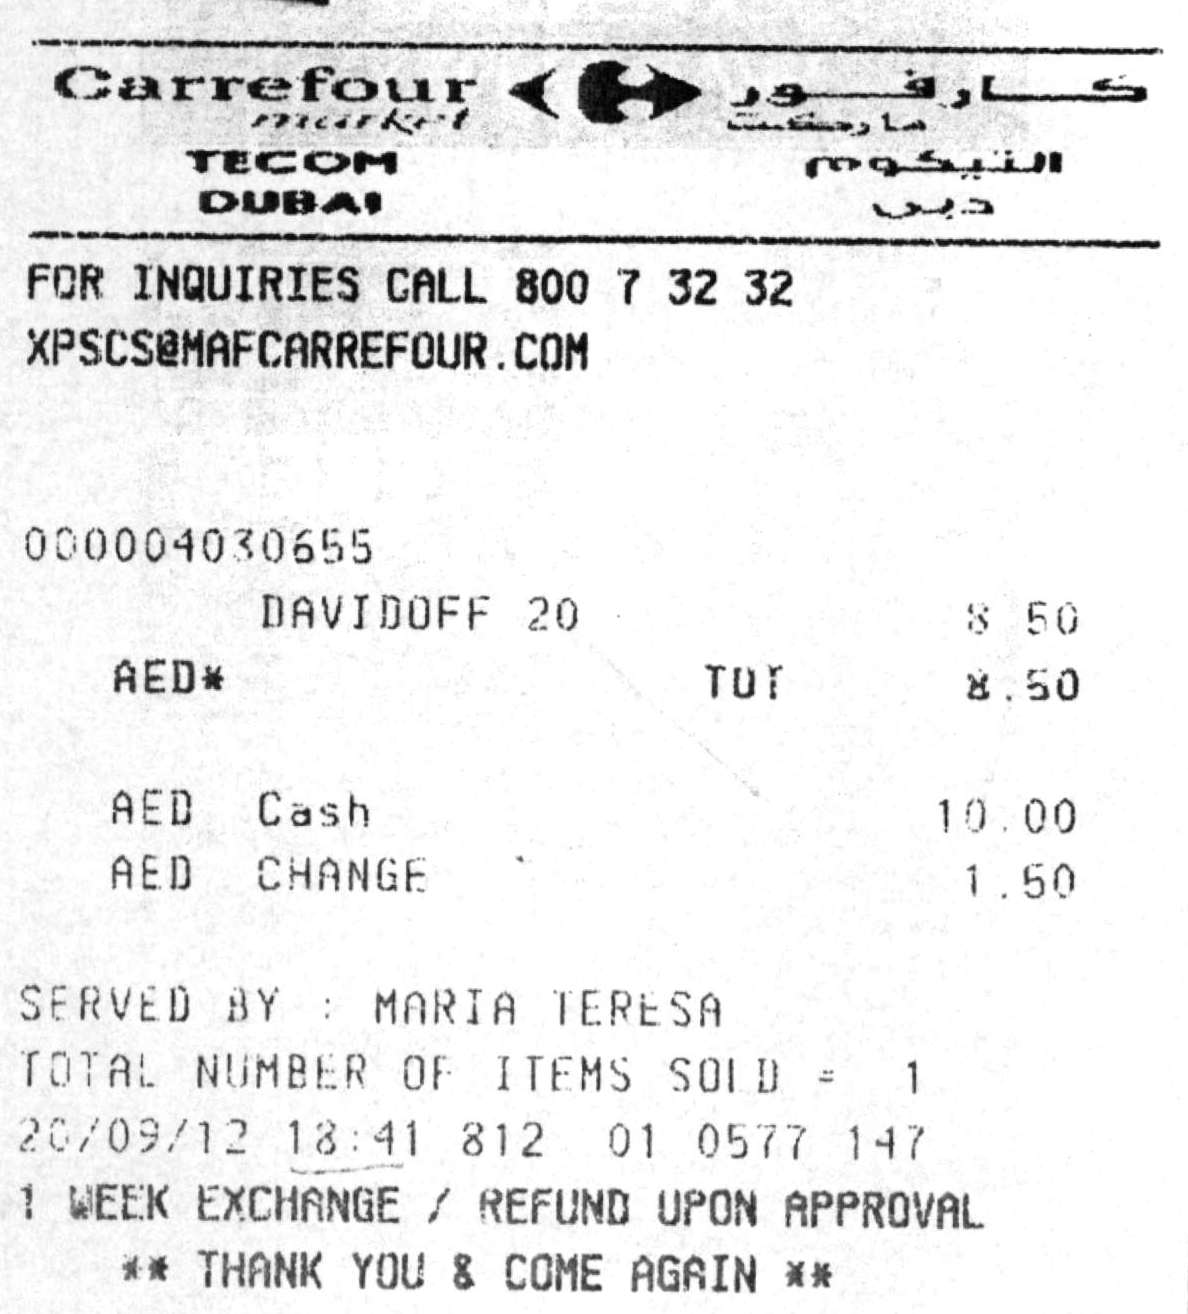 Carrefour كارفور
market ماركت
TECOM التيكوم
DUBAI دبي
FOR INQUIRIES CALL 800 7 32 32
XPSCS@MAFCARREFOUR.COM
000004030655
DAVIDOFF 20 8.50
AED* TOT 8.50
AED Cash 10.00
AED CHANGE 1.50
SERVED BY : MARIA TERESA
TOTAL NUMBER OF ITEMS SOLD = 1
20/09/12 18:41 812 01 0577 147
1 WEEK EXCHANGE / REFUND UPON APPROVAL
** THANK YOU & COME AGAIN **